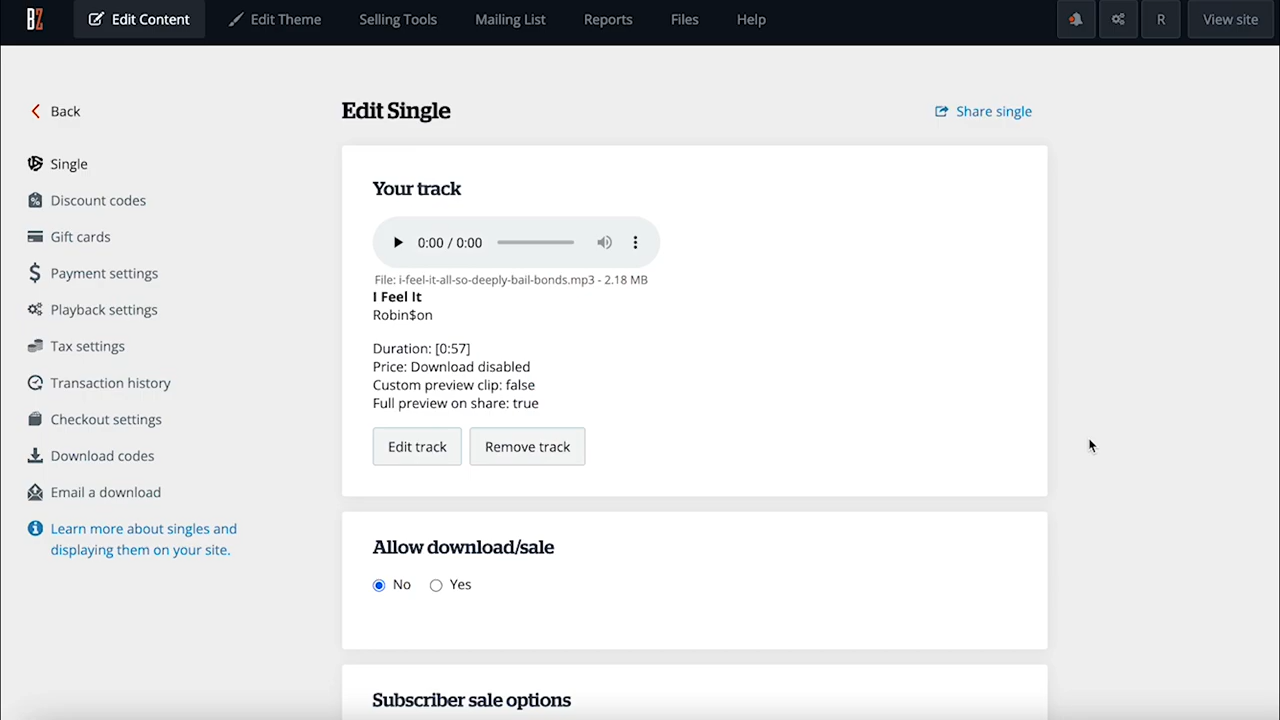 BZ
Edit Content
Edit Theme
Selling Tools
Mailing List
Reports
Files
Help
R
View site
Back
Edit Single
Share single
Single
Discount codes
Gift cards
Payment settings
Playback settings
Tax settings
Transaction history
Checkout settings
Download codes
Email a download
Learn more about singles and
displaying them on your site.
Your track
0:00 / 0:00
File: i-feel-it-all-so-deeply-bail-bonds.mp3 - 2.18 MB
I Feel It
Robin$on
Duration: [0:57]
Price: Download disabled
Custom preview clip: false
Full preview on share: true
Edit track
Remove track
Allow download/sale
No
Yes
Subscriber sale options